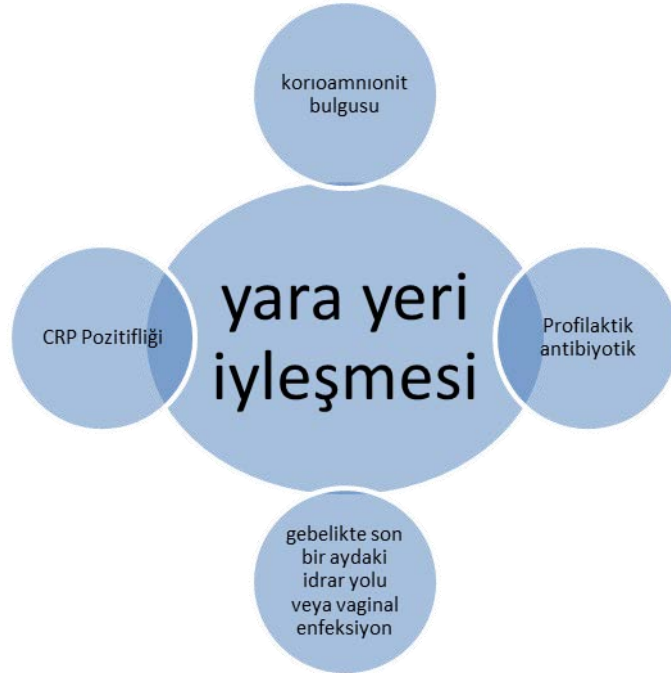 korıoamnıonit
bulgusu
CRP Pozitifliği
yara yeri
iyleşmesi
Profilaktik
antibiyotik
gebelikte son
bir aydaki
idrar yolu
veya vaginal
enfeksiyon